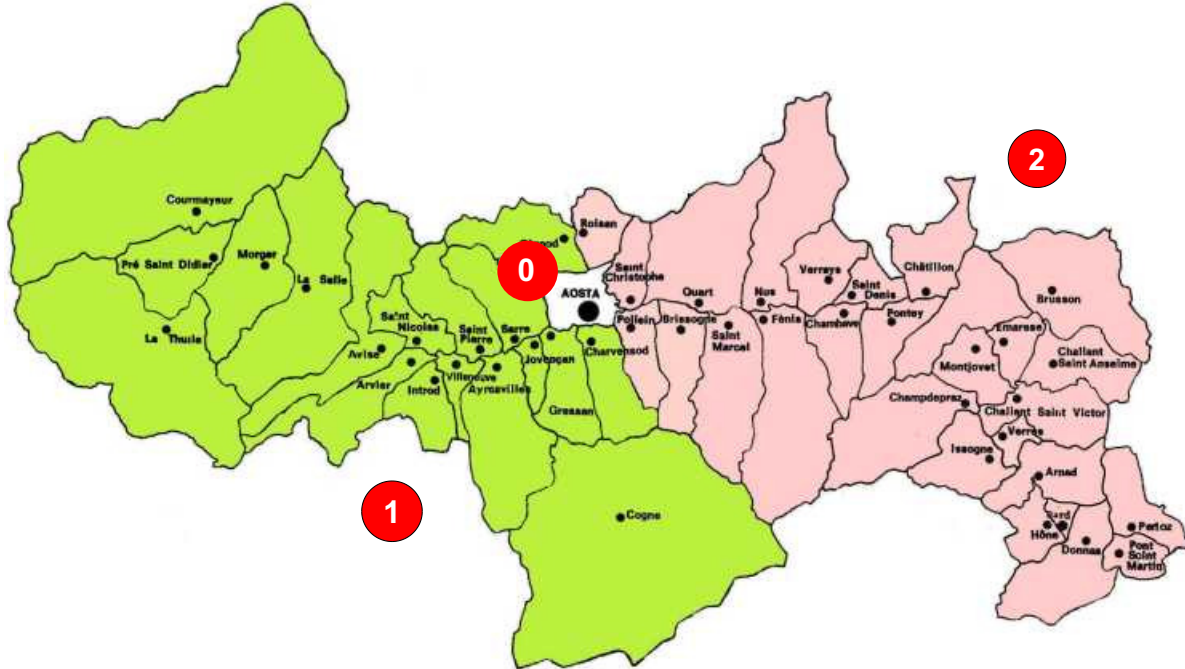 2
Courmayeur
Roisan
0
Pré Saint Didier
Morgex
La Salle
Saint
Christophe
Verrayes
Saint
Denis
Châtillon
Brusson
AOSTA
Quart
Nus
La Thuile
Saint
Nicolas
Avise
Saint
Pierre
Sarre
Jovençan
Charvensod
Pollein
Brissogne
Saint
Marcel
Fénis
Chambave
Pontey
Emarese
Montjovet
Challant
Saint Anselme
Arvier
Introd
Villeneuve
Aymavilles
Gressan
Champdepraz
Challant Saint Victor
Verrès
Issogne
Arnad
1
Cogne
Bard
Hône
Donnas
Perloz
Pont
Saint
Martin